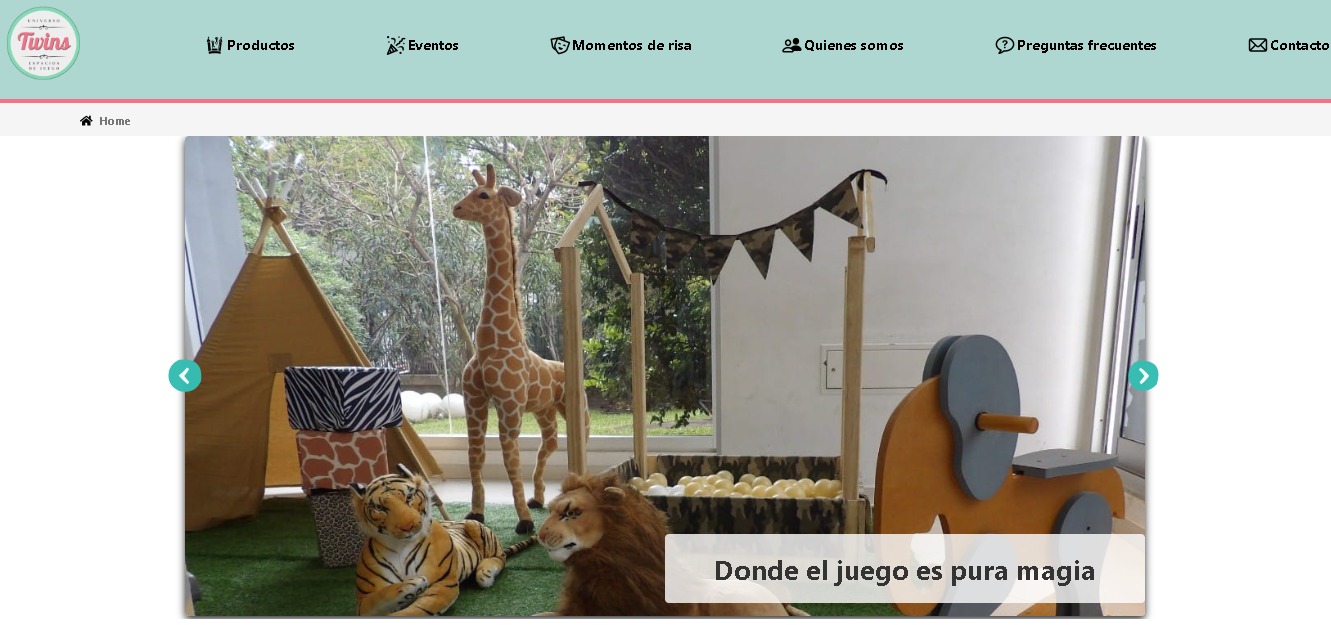 UNIVERSO
Twins
ESPACIOS
DE JUEGO
Productos
Eventos
Momentos de risa
Quienes somos
Preguntas frecuentes
Contacto
Home
Donde el juego es pura magia